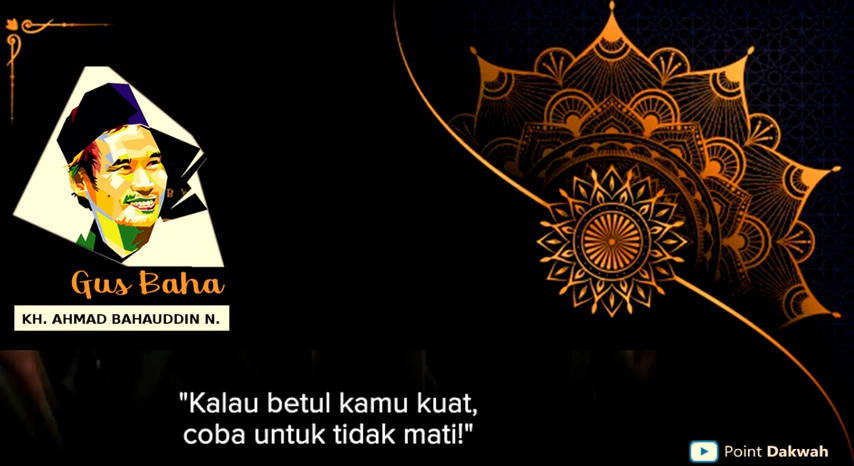 Gus Baha
KH. AHMAD BAHAUDDIN N.
"Kalau betul kamu kuat,
coba untuk tidak mati!"
Point Dakwah